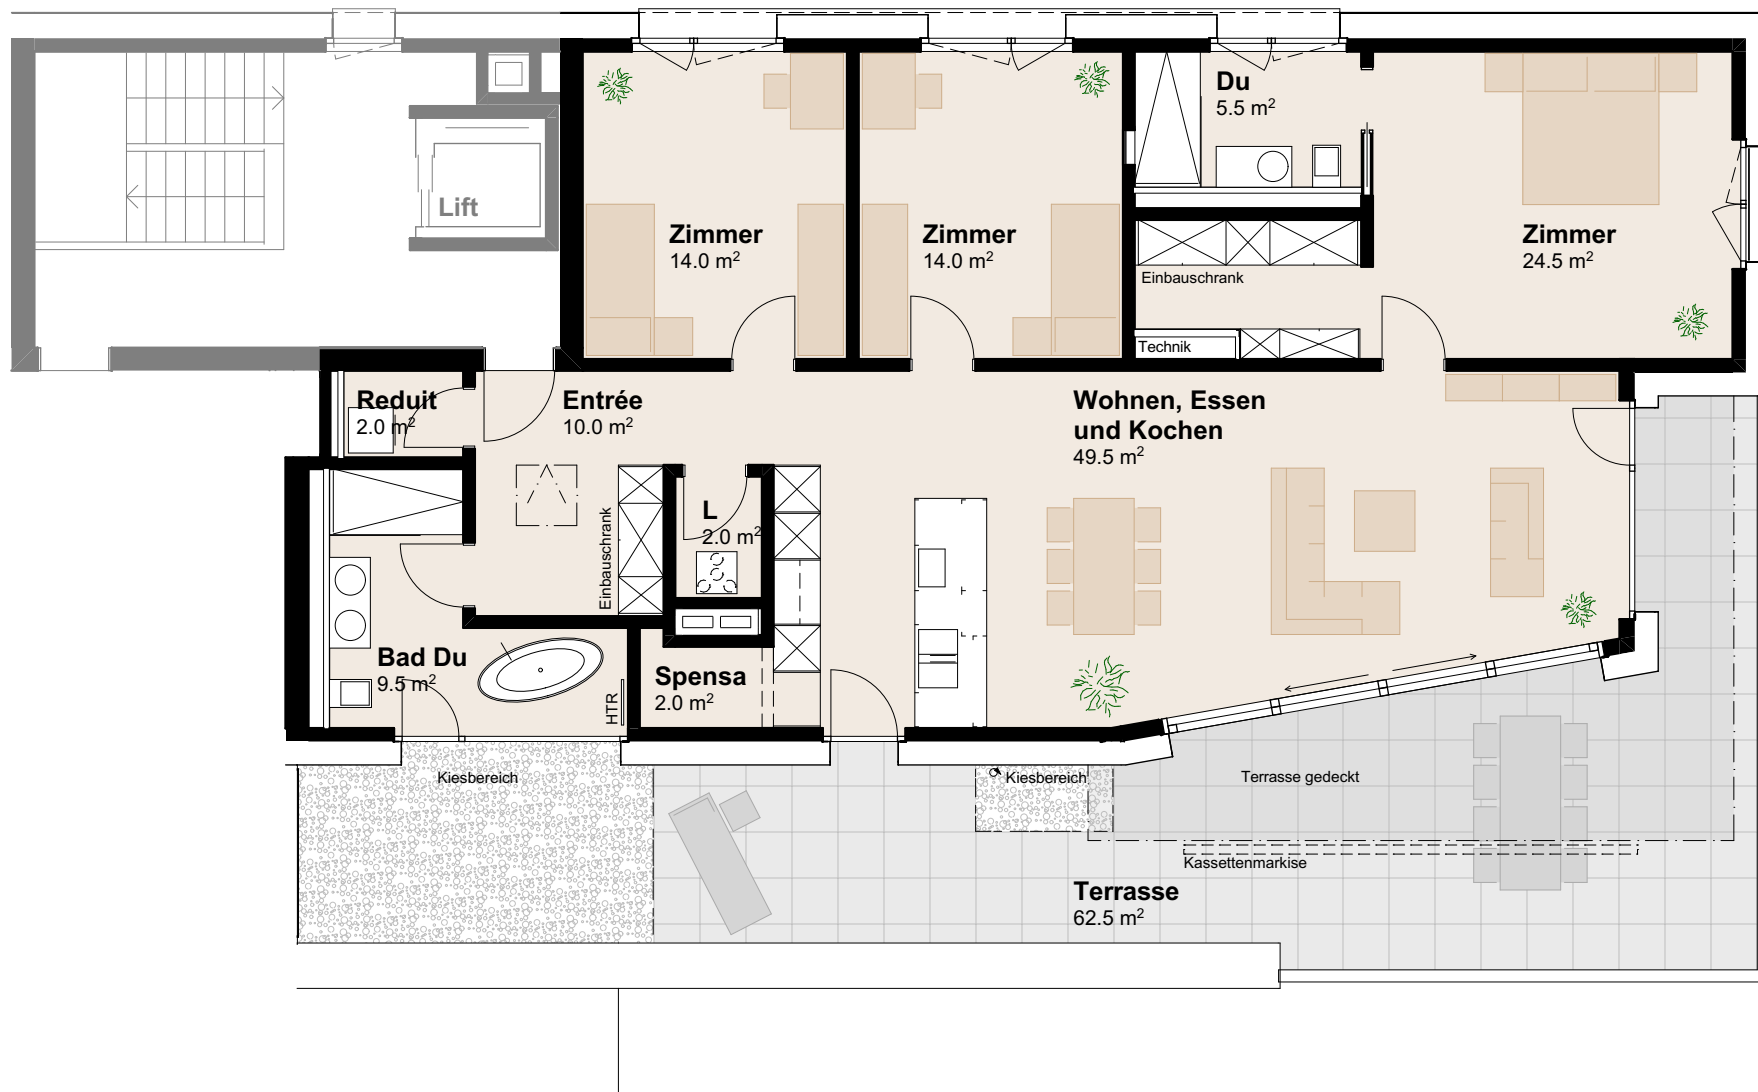 Du
5.5 m²
Lift
Zimmer
14.0 m²
Zimmer
14.0 m²
Zimmer
24.5 m²
Einbauschrank
Technik
Reduit
2.0 m²
Entrée
10.0 m²
Wohnen, Essen
und Kochen
49.5 m²
Einbauschrank
L
2.0 m²
Bad Du
9.5 m²
HTR
Spensa
2.0 m²
Kiesbereich
Kiesbereich
Terrasse gedeckt
Kassettenmarkise
Terrasse
62.5 m²